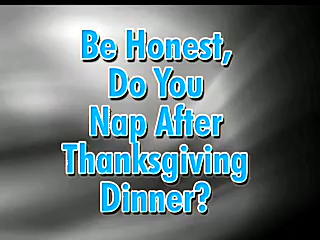 Be Honest,
Do You
Nap After
Thanksgiving
Dinner?